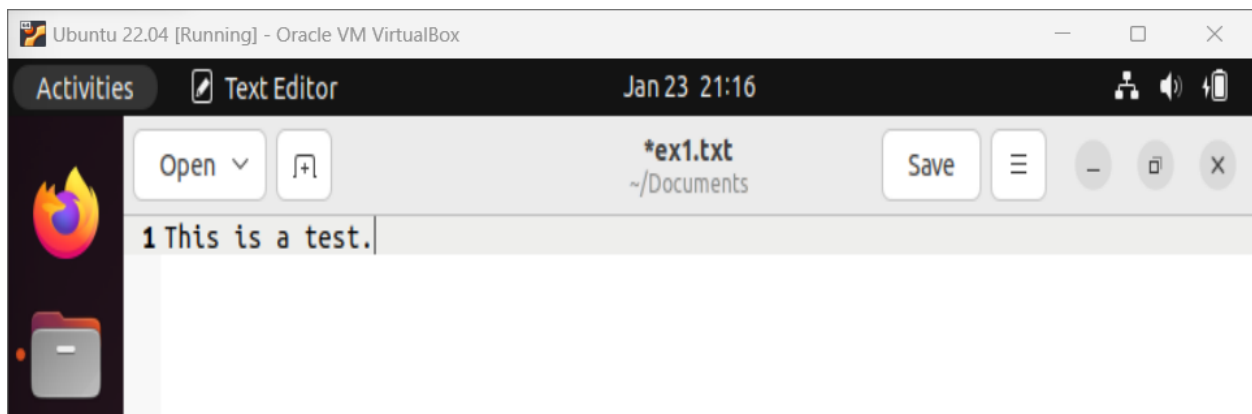 Ubuntu 22.04 [Running] - Oracle VM VirtualBox
Activities Text Editor Jan 23 21:16
Open *ex1.txt Save
~/Documents
1 This is a test.